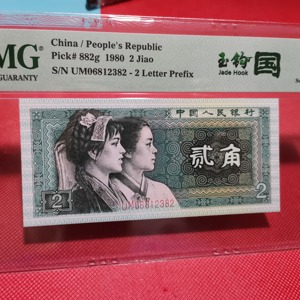 MG
GUARANTY
China / People's Republic
Pick# 882g 1980 2 Jiao
S/N UM06812382 - 2 Letter Prefix
玉钩国
Jade Hook
中国人民银行
贰角
2
2
UM06812382